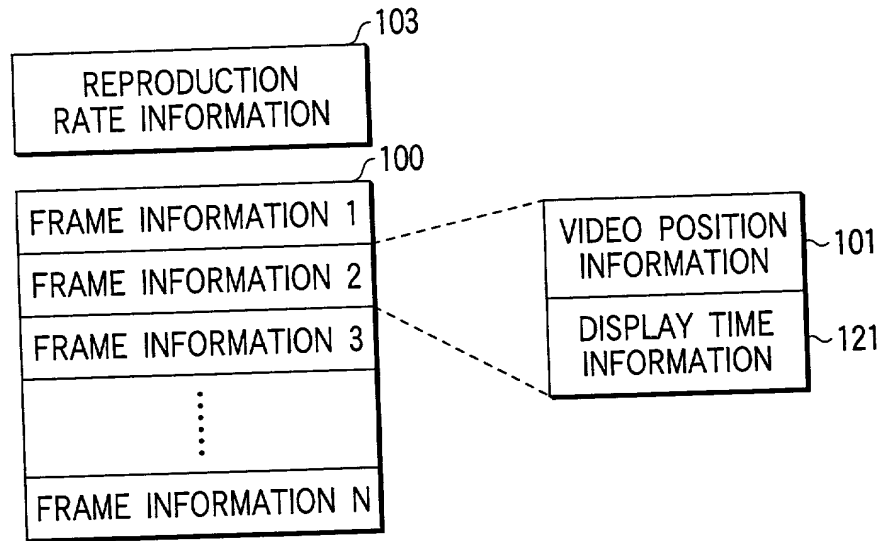 103
REPRODUCTION
RATE INFORMATION
100
FRAME INFORMATION 1
FRAME INFORMATION 2
FRAME INFORMATION 3
FRAME INFORMATION N
VIDEO POSITION
INFORMATION
101
DISPLAY TIME
INFORMATION
121